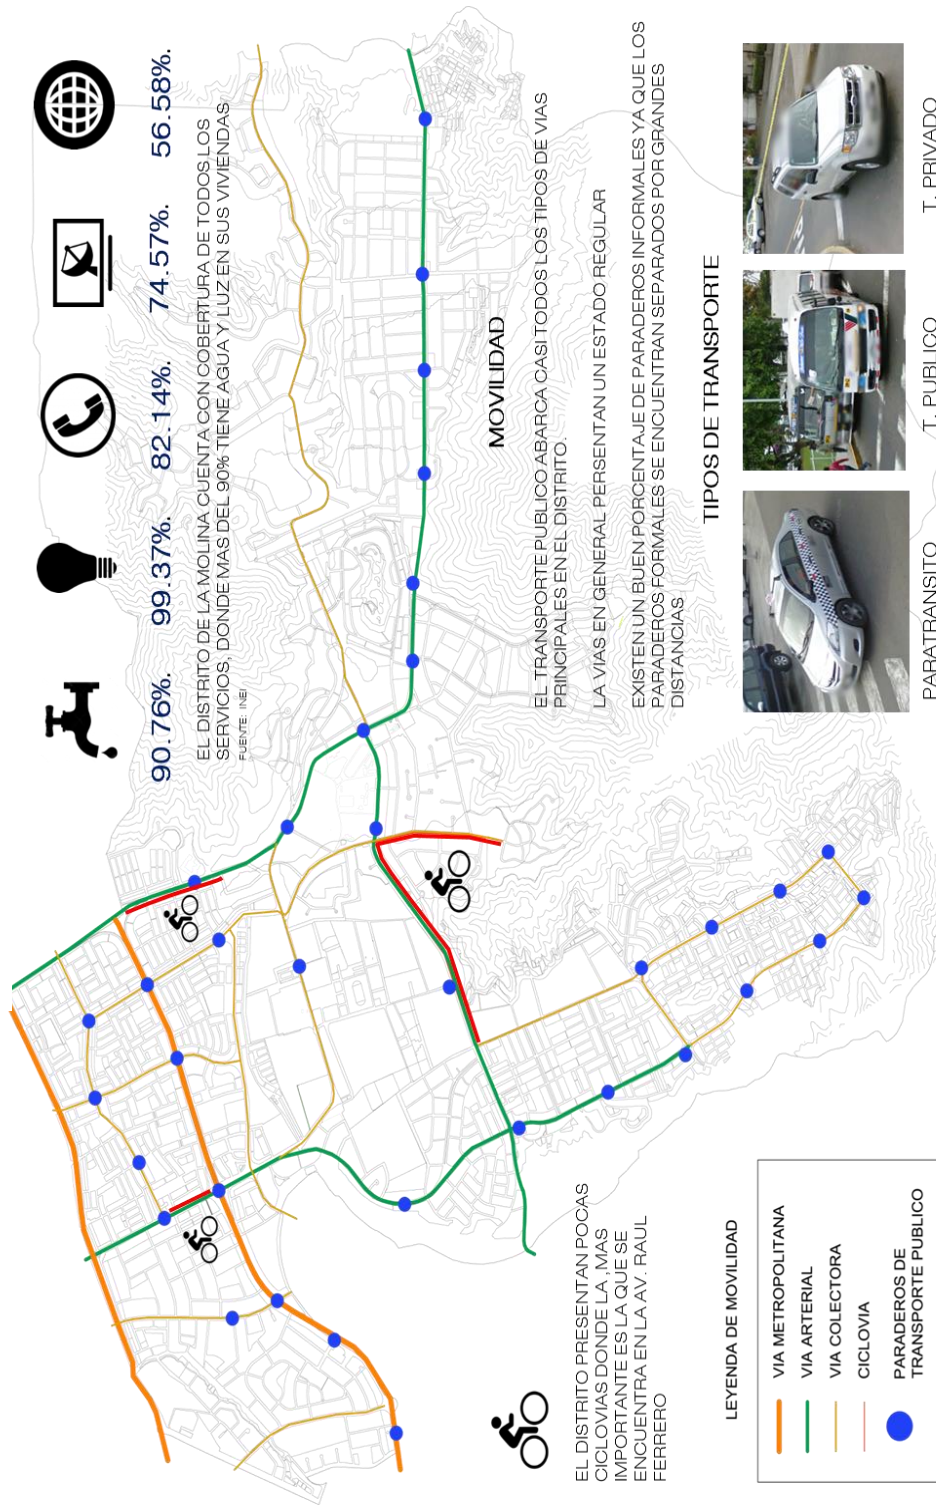 90.76%. 99.37%. 82.14%. 74.57%. 56.58%.
EL DISTRITO DE LA MOLINA CUENTA CON COBERTURA DE TODOS LOS
SERVICIOS, DONDE MAS DEL 90% TIENE AGUA Y LUZ EN SUS VIVIENDAS
FUENTE: INEI
MOVILIDAD
EL TRANSPORTE PUBLICO ABARCA CASI TODOS LOS TIPOS DE VIAS
PRINCIPALES EN EL DISTRITO.
LA VIAS EN GENERAL PERSENTAN UN ESTADO REGULAR
EXISTEN UN BUEN PORCENTAJE DE PARADEROS INFORMALES YA QUE LOS
PARADEROS FORMALES SE ENCUENTRAN SEPARADOS POR GRANDES
DISTANCIAS
TIPOS DE TRANSPORTE
PARATRANSITO
T. PUBLICO
T. PRIVADO
EL DISTRITO PRESENTAN POCAS
CICLOVIAS DONDE LA ,MAS
IMPORTANTE ES LA QUE SE
ENCUENTRA EN LA AV. RAUL
FERRERO
LEYENDA DE MOVILIDAD
VIA METROPOLITANA
VIA ARTERIAL
VIA COLECTORA
CICLOVIA
PARADEROS DE
TRANSPORTE PUBLICO